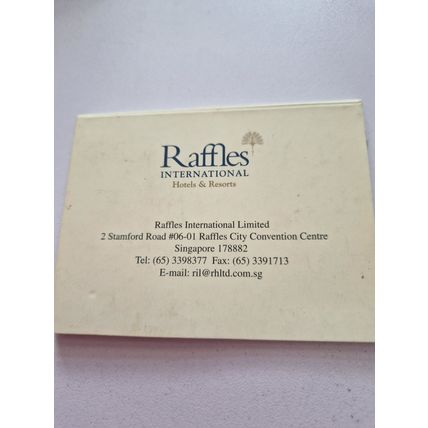 Raffles
INTERNATIONAL
Hotels & Resorts
Raffles International Limited
2 Stamford Road #06-01 Raffles City Convention Centre
Singapore 178882
Tel: (65) 3398377 Fax: (65) 3391713
E-mail: ril@rhltd.com.sg